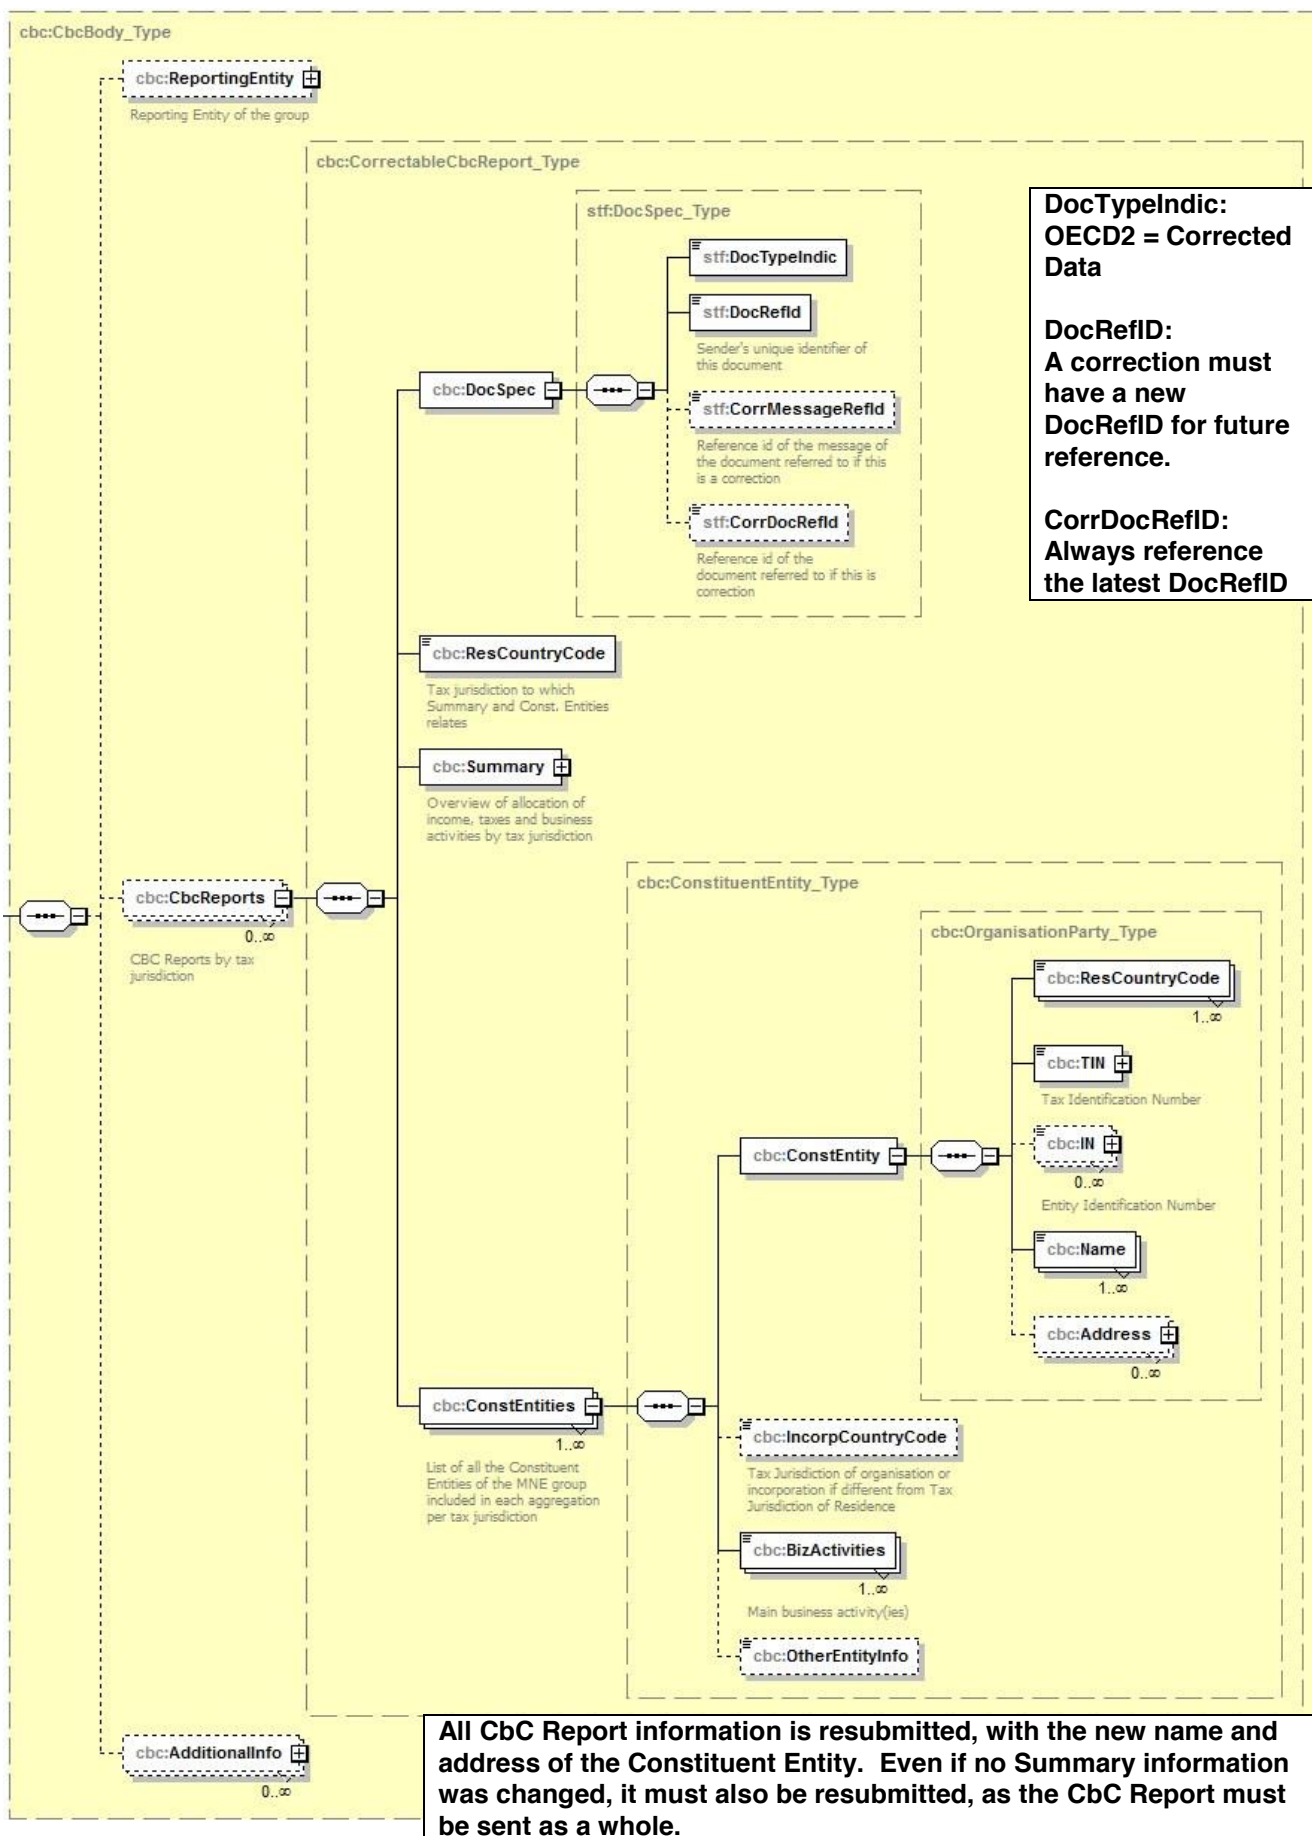 cbc:CbcBody_Type
cbc:ReportingEntity
Reporting Entity of the group
cbc:CorrectableCbcReport_Type
stf:DocSpec_Type
stf:DocTypeIndic
stf:DocRefId
Sender's unique identifier of
this document
cbc:DocSpec
stf:CorrMessageRefId
Reference id of the message of
the document referred to if this
is a correction
stf:CorrDocRefId
Reference id of the
document referred to if this is
correction
DocTypeIndic:
OECD2 = Corrected
Data
DocRefID:
A correction must
have a new
DocRefID for future
reference.
CorrDocRefID:
Always reference
the latest DocRefID
cbc:ResCountryCode
Tax jurisdiction to which
Summary and Const. Entities
relates
cbc:Summary
Overview of allocation of
income, taxes and business
activities by tax jurisdiction
cbc:CbcReports
0..∞
CBC Reports by tax
jurisdiction
cbc:ConstituentEntity_Type
cbc:OrganisationParty_Type
cbc:ResCountryCode
1..∞
cbc:TIN
Tax Identification Number
cbc:ConstEntity
cbc:IN
0..∞
Entity Identification Number
cbc:Name
1..∞
cbc:Address
0..∞
cbc:ConstEntities
1..∞
List of all the Constituent
Entities of the MNE group
included in each aggregation
per tax jurisdiction
cbc:IncorpCountryCode
Tax Jurisdiction of organisation or
incorporation if different from Tax
Jurisdiction of Residence
cbc:BizActivities
1..∞
Main business activity(ies)
cbc:OtherEntityInfo
cbc:AdditionalInfo
0..∞
All CbC Report information is resubmitted, with the new name and
address of the Constituent Entity.  Even if no Summary information
was changed, it must also be resubmitted, as the CbC Report must
be sent as a whole.